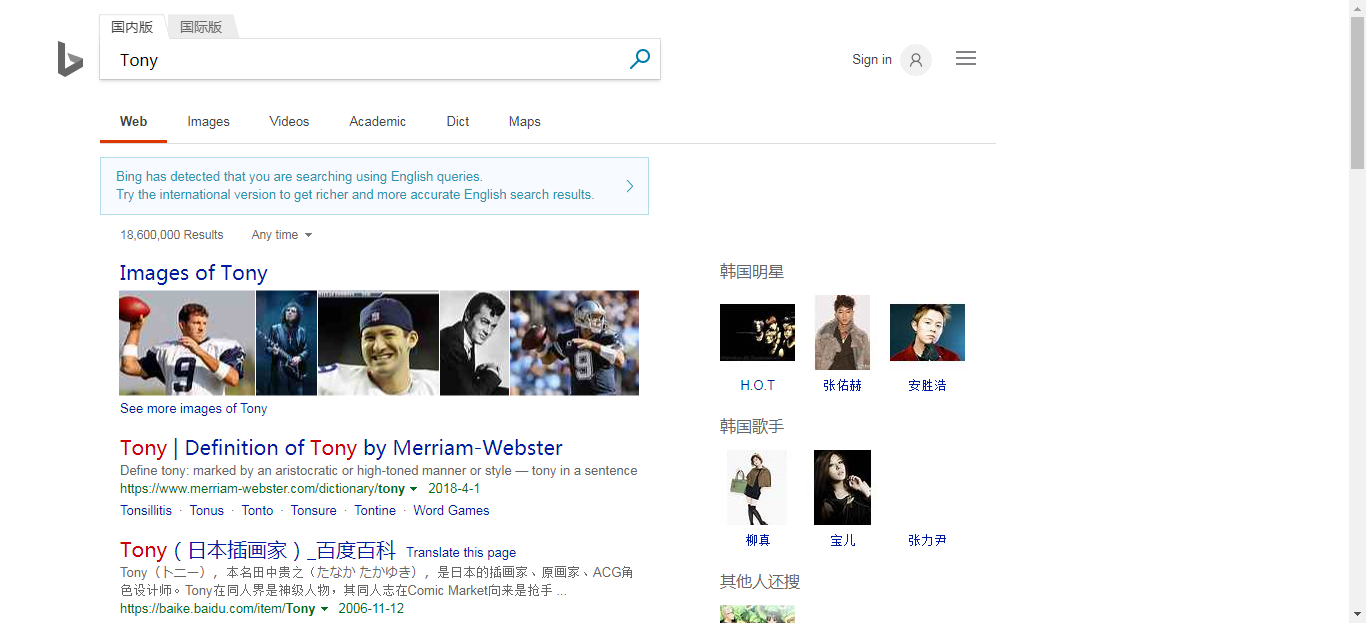 国内版 国际版
Tony
Sign in
Web Images Videos Academic Dict Maps
Bing has detected that you are searching using English queries.
Try the international version to get richer and more accurate English search results.
18,600,000 Results Any time
Images of Tony
See more images of Tony
Tony | Definition of Tony by Merriam-Webster
Define tony: marked by an aristocratic or high-toned manner or style — tony in a sentence
https://www.merriam-webster.com/dictionary/tony 2018-4-1
Tonsillitis · Tonus · Tonto · Tonsure · Tontine · Word Games
Tony（日本插画家）_百度百科 Translate this page
Tony（トニー），本名田中贵之（たなか たかゆき），是日本的插画家、原画家、ACG角
色设计师。Tony在同人界是神级人物，其同人志在Comic Market向来是抢手 ...
https://baike.baidu.com/item/Tony 2006-11-12
韩国明星
H.O.T 张佑赫 安胜浩
韩国歌手
柳真 宝儿 张力尹
其他人还搜